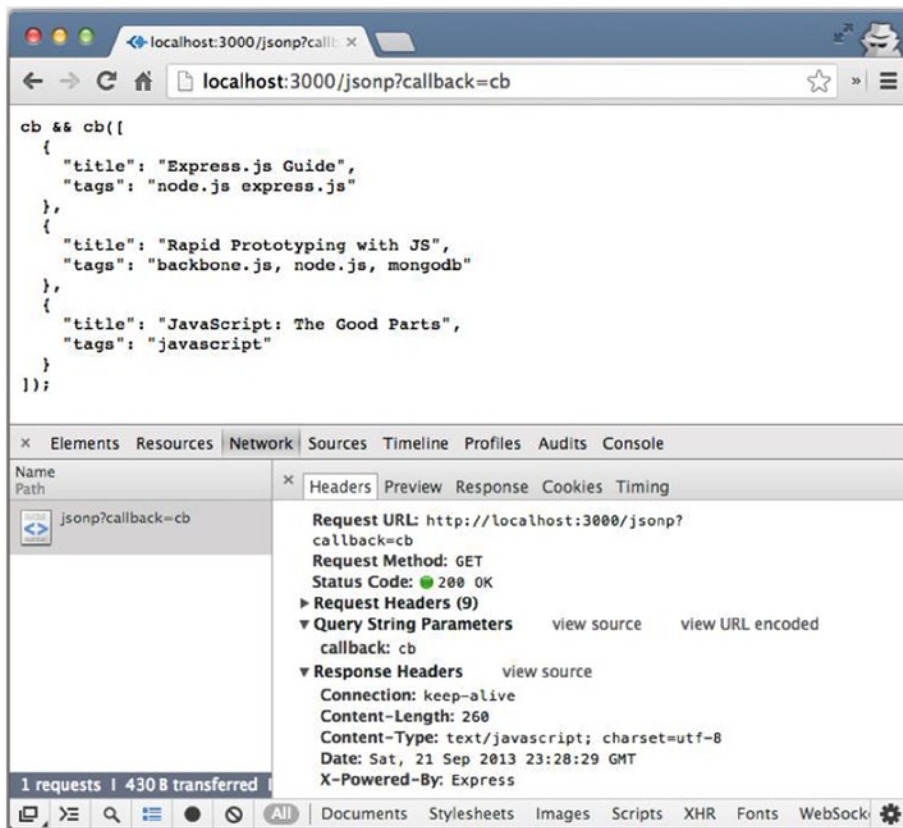 localhost:3000/jsonp?callb
localhost:3000/jsonp?callback=cb
cb && cb([
  {
    "title": "Express.js Guide",
    "tags": "node.js express.js"
  },
  {
    "title": "Rapid Prototyping with JS",
    "tags": "backbone.js, node.js, mongodb"
  },
  {
    "title": "JavaScript: The Good Parts",
    "tags": "javascript"
  }
]);
× Elements Resources Network Sources Timeline Profiles Audits Console
Name
Path
× Headers Preview Response Cookies Timing
jsonp?callback=cb
Request URL: http://localhost:3000/jsonp?
callback=cb
Request Method: GET
Status Code: 200 OK
Request Headers (9)
Query String Parameters view source view URL encoded
callback: cb
Response Headers view source
Connection: keep-alive
Content-Length: 260
Content-Type: text/javascript; charset=utf-8
Date: Sat, 21 Sep 2013 23:28:29 GMT
X-Powered-By: Express
1 requests | 430 B transferred
All Documents Stylesheets Images Scripts XHR Fonts WebSock